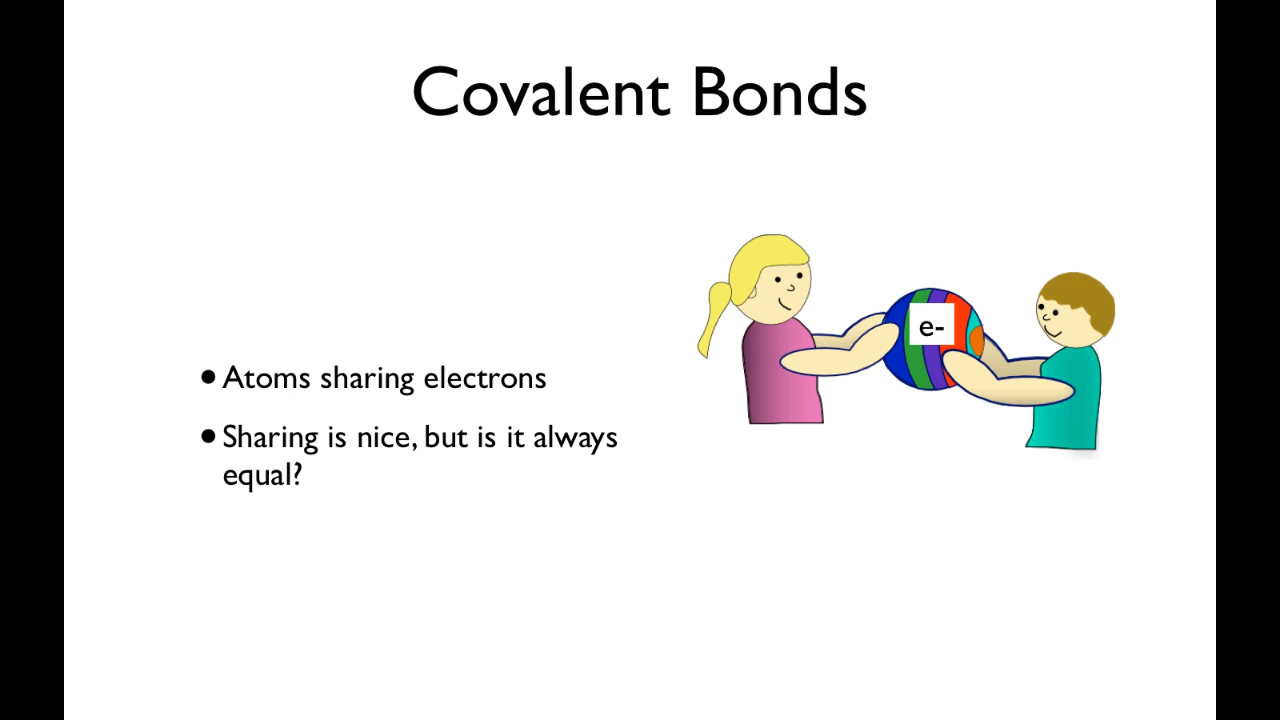 Covalent Bonds
e-
•Atoms sharing electrons
•Sharing is nice, but is it always
equal?